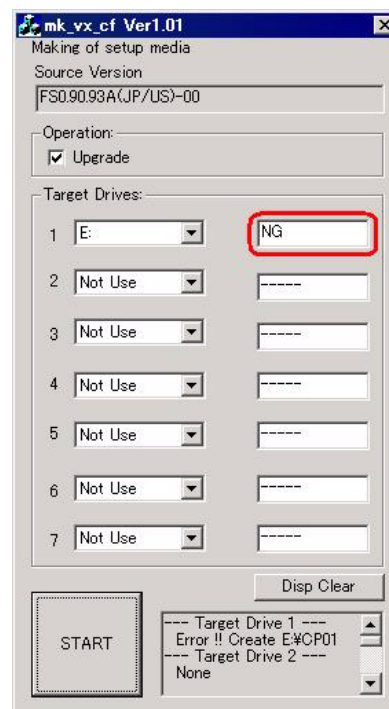 mk_vx_cf Ver1.01
Making of setup media
Source Version
FS0.90.93A(JP/US)-00
Operation:
Upgrade
Target Drives:
1 E: NG
2 Not Use -----
3 Not Use -----
4 Not Use -----
5 Not Use -----
6 Not Use -----
7 Not Use -----
Disp Clear
START
--- Target Drive 1 ---
Error !! Create E:¥CP01
--- Target Drive 2 ---
None